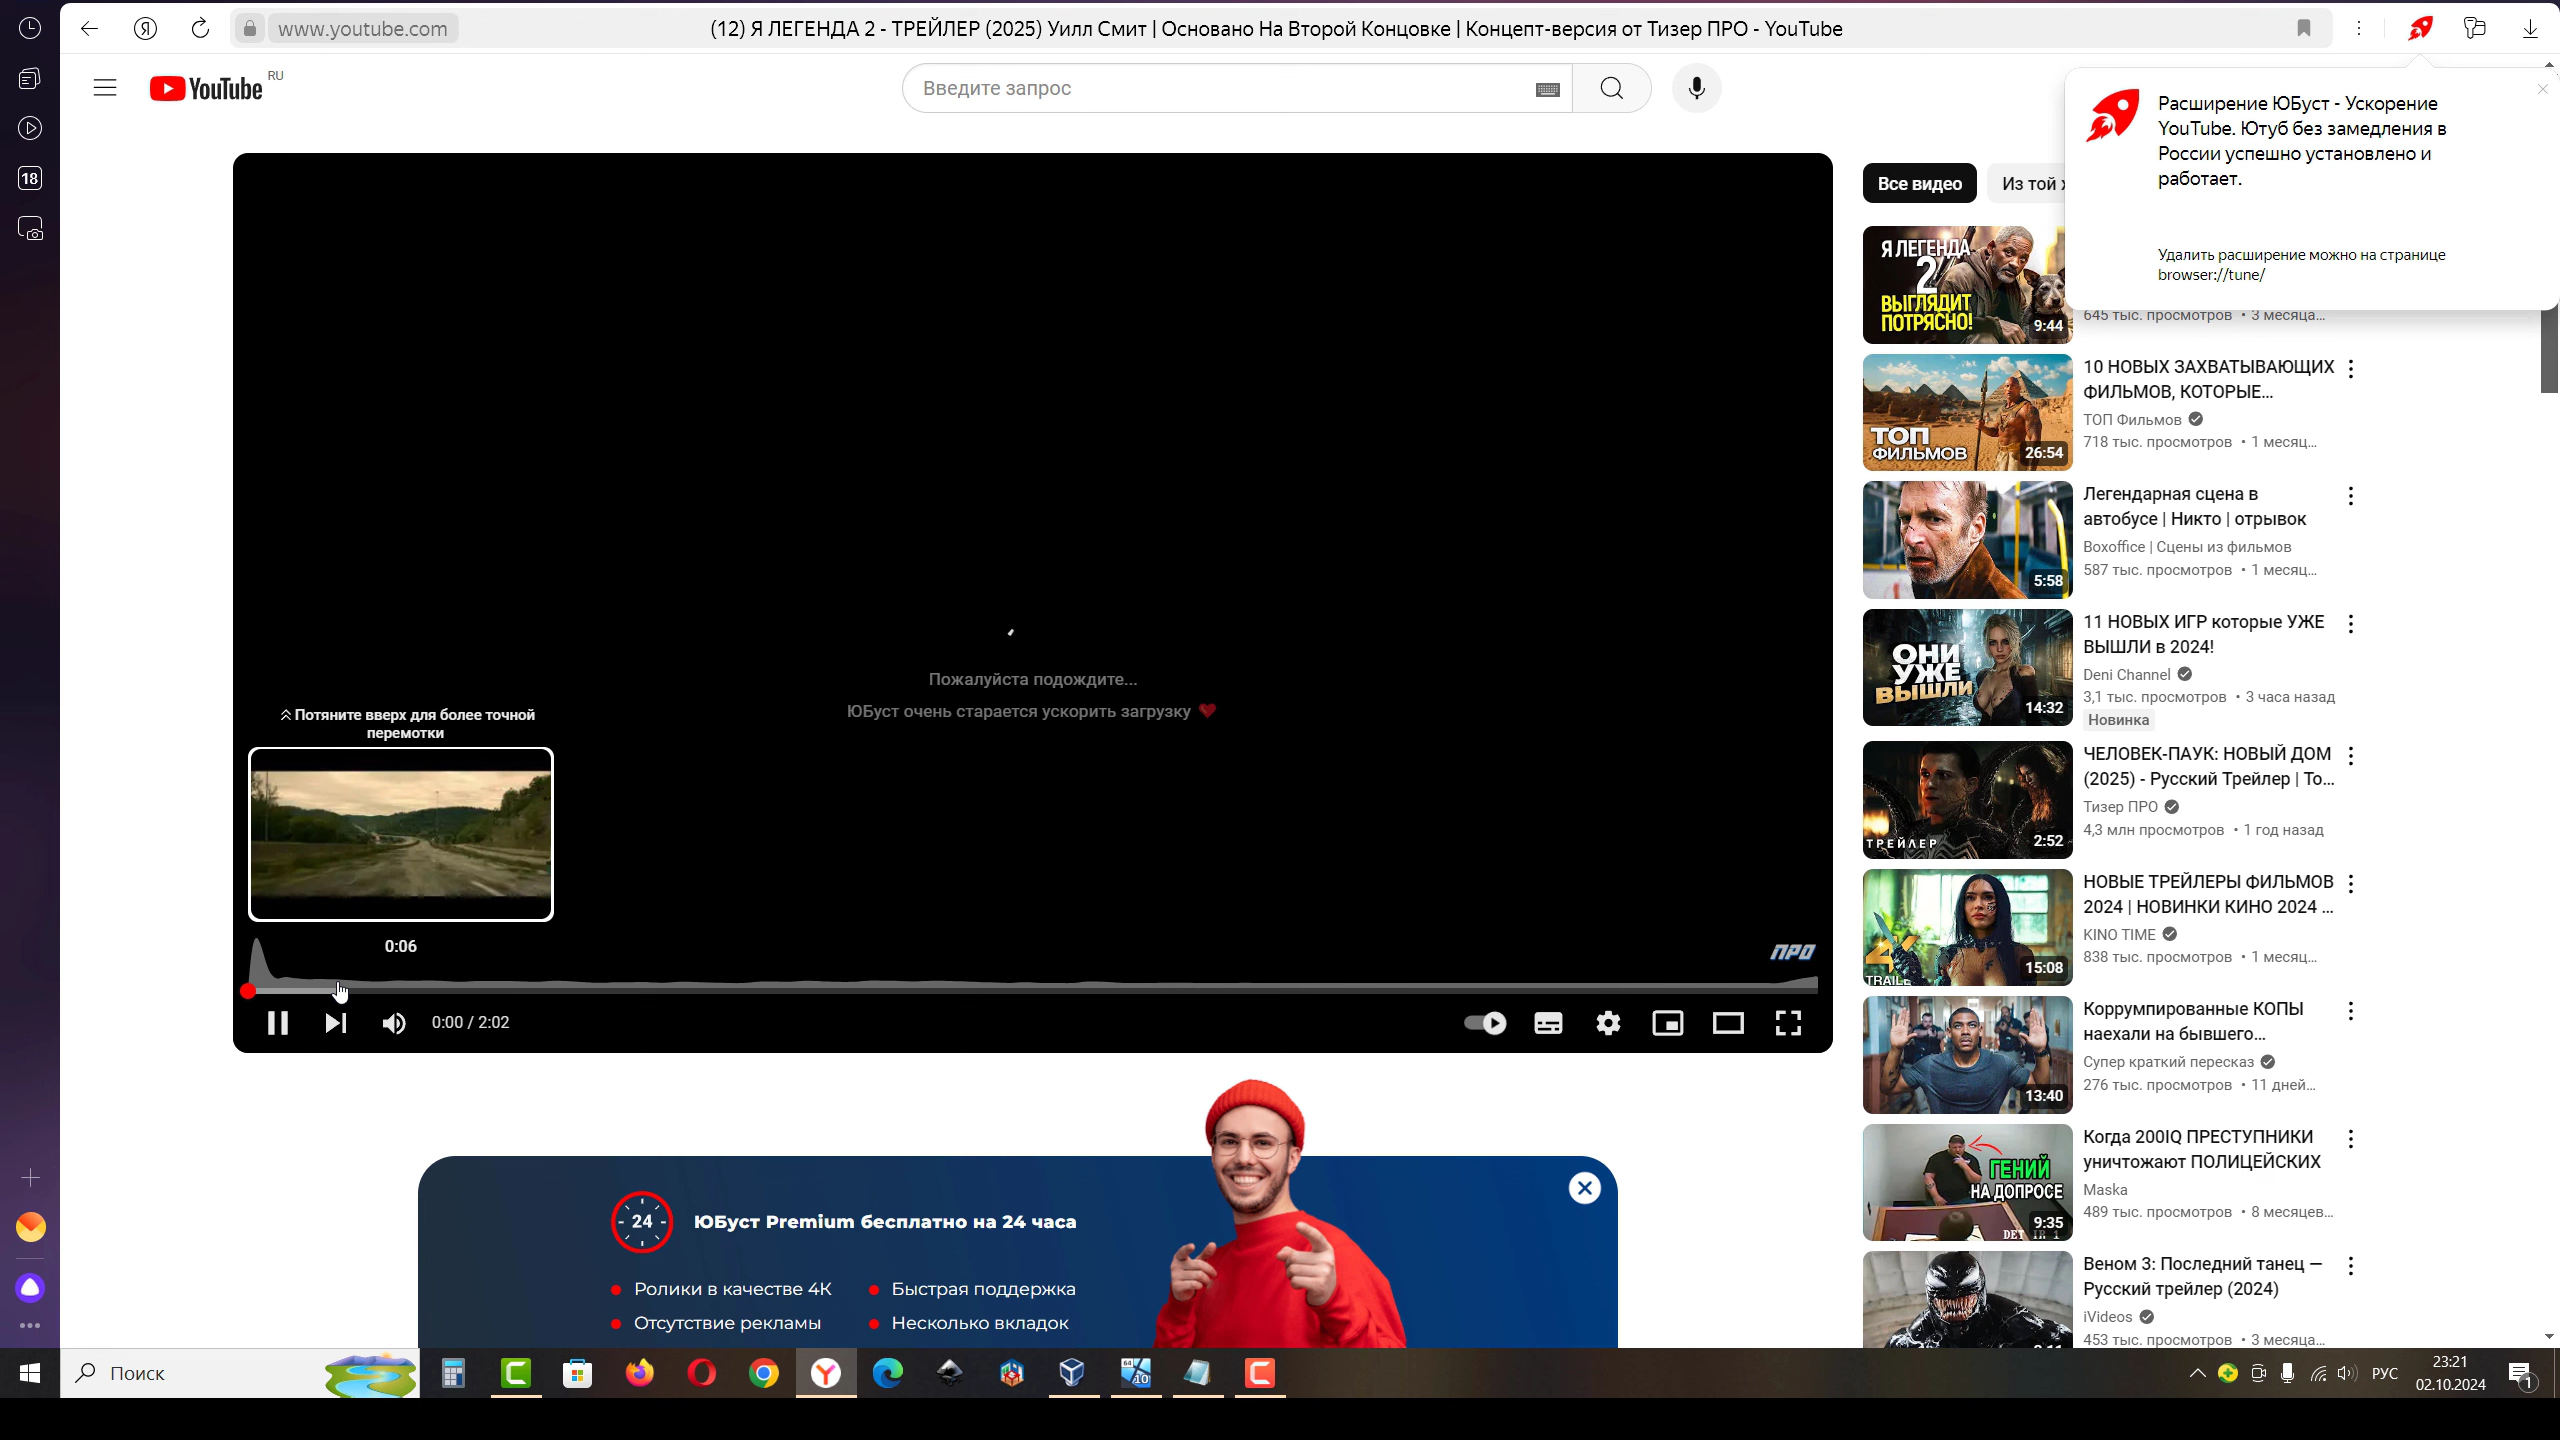 www.youtube.com
(12) Я ЛЕГЕНДА 2 - ТРЕЙЛЕР (2025) Уилл Смит | Основано На Второй Концовке | Концепт-версия от Тизер ПРО - YouTube
18
YouTube RU
Введите запрос
Расширение ЮБуст - Ускорение
YouTube. Ютуб без замедления в
России успешно установлено и
работает.
Удалить расширение можно на странице
browser://tune/
Все видео
Из той
Я ЛЕГЕНДА
2
ВЫГЛЯДИТ
ПОТРЯСНО!
9:44
645 тыс. просмотров • 3 месяца...
10 НОВЫХ ЗАХВАТЫВАЮЩИХ
ФИЛЬМОВ, КОТОРЫЕ...
ТОП Фильмов
718 тыс. просмотров • 1 месяц...
ТОП
ФИЛЬМОВ
26:54
Легендарная сцена в
автобусе | Никто | отрывок
Boxoffice | Сцены из фильмов
587 тыс. просмотров • 1 месяц...
5:58
11 НОВЫХ ИГР которые УЖЕ
ВЫШЛИ в 2024!
Deni Channel
3,1 тыс. просмотров • 3 часа назад
Новинка
ОНИ
УЖЕ
ВЫШЛИ
14:32
ЧЕЛОВЕК-ПАУК: НОВЫЙ ДОМ
(2025) - Русский Трейлер | То...
Тизер ПРО
4,3 млн просмотров • 1 год назад
ТРЕЙЛЕР
2:52
НОВЫЕ ТРЕЙЛЕРЫ ФИЛЬМОВ
2024 | НОВИНКИ КИНО 2024 ...
KINO TIME
838 тыс. просмотров • 1 месяц...
4K
TRAILE
15:08
Коррумпированные КОПЫ
наехали на бывшего...
Супер краткий пересказ
276 тыс. просмотров • 11 дней...
13:40
Когда 200IQ ПРЕСТУПНИКИ
уничтожают ПОЛИЦЕЙСКИХ
Maska
489 тыс. просмотров • 8 месяцев...
ГЕНИЙ
НА ДОПРОСЕ
9:35
Веном 3: Последний танец —
Русский трейлер (2024)
iVideos
453 тыс. просмотров • 3 месяца...
Пожалуйста подождите...
ЮБуст очень старается ускорить загрузку
Потяните вверх для более точной
перемотки
0:06
ПРО
0:00 / 2:02
24
ЮБуст Premium бесплатно на 24 часа
Ролики в качестве 4К
Быстрая поддержка
Отсутствие рекламы
Несколько вкладок
Поиск
64
10
РУС
23:21
02.10.2024
1